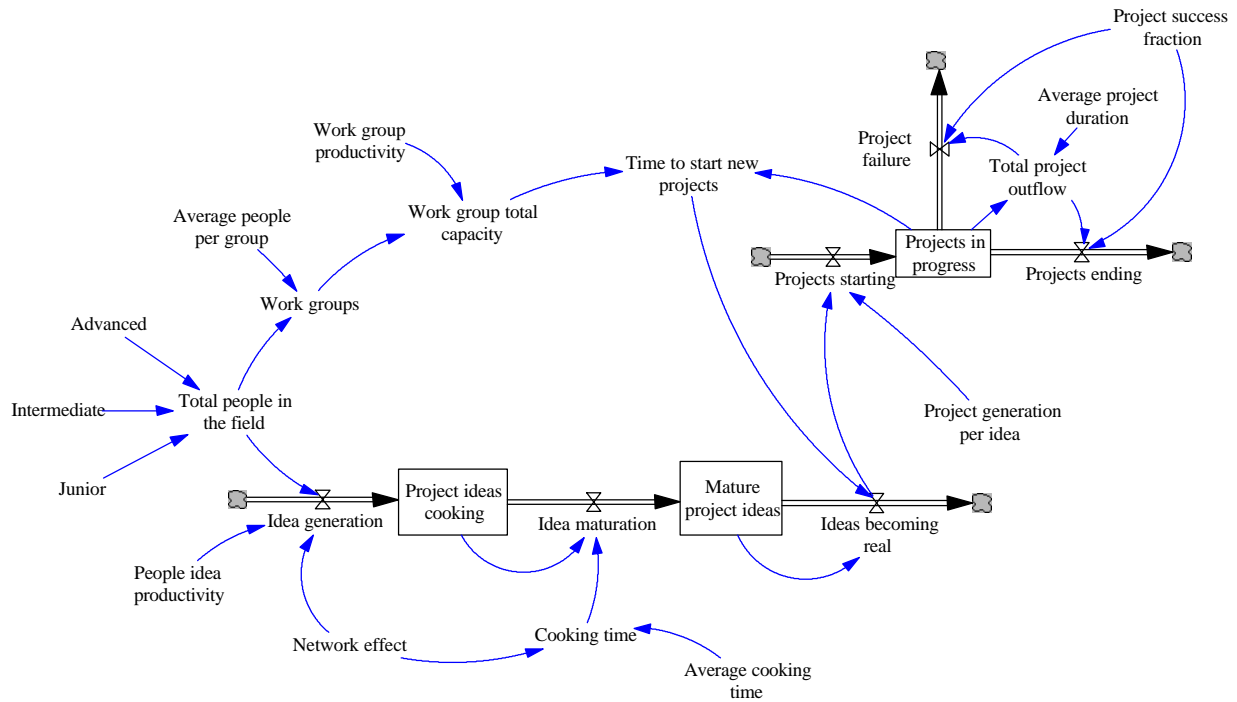 Project success
fraction
Average project
duration
Work group
productivity
Project
failure
Time to start new
projects
Total project
outflow
Average people
per group
Work group total
capacity
Projects in
progress
Projects starting
Projects ending
Work groups
Advanced
Intermediate
Total people in
the field
Project generation
per idea
Junior
Project ideas
cooking
Mature
project ideas
Idea generation
Idea maturation
Ideas becoming
real
People idea
productivity
Network effect
Cooking time
Average cooking
time